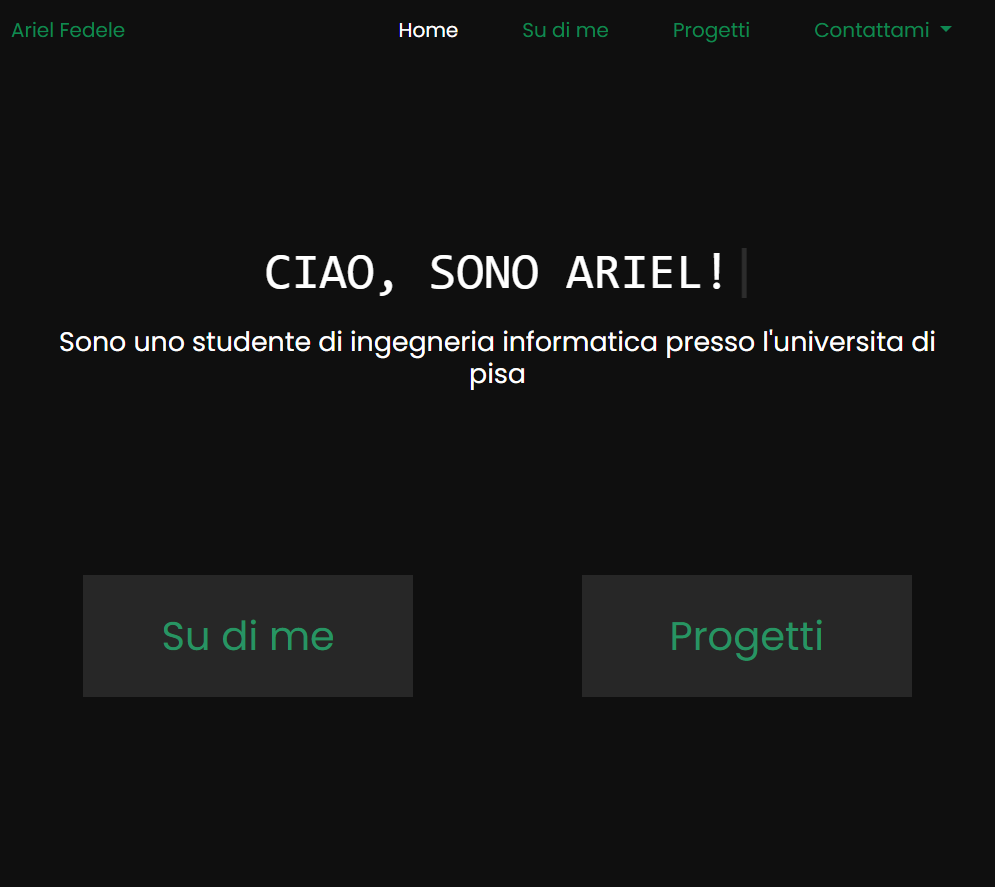 Ariel Fedele
Home
Su di me
Progetti
Contattami
CIAO, SONO ARIEL!
Sono uno studente di ingegneria informatica presso l'universita di
pisa
Su di me
Progetti